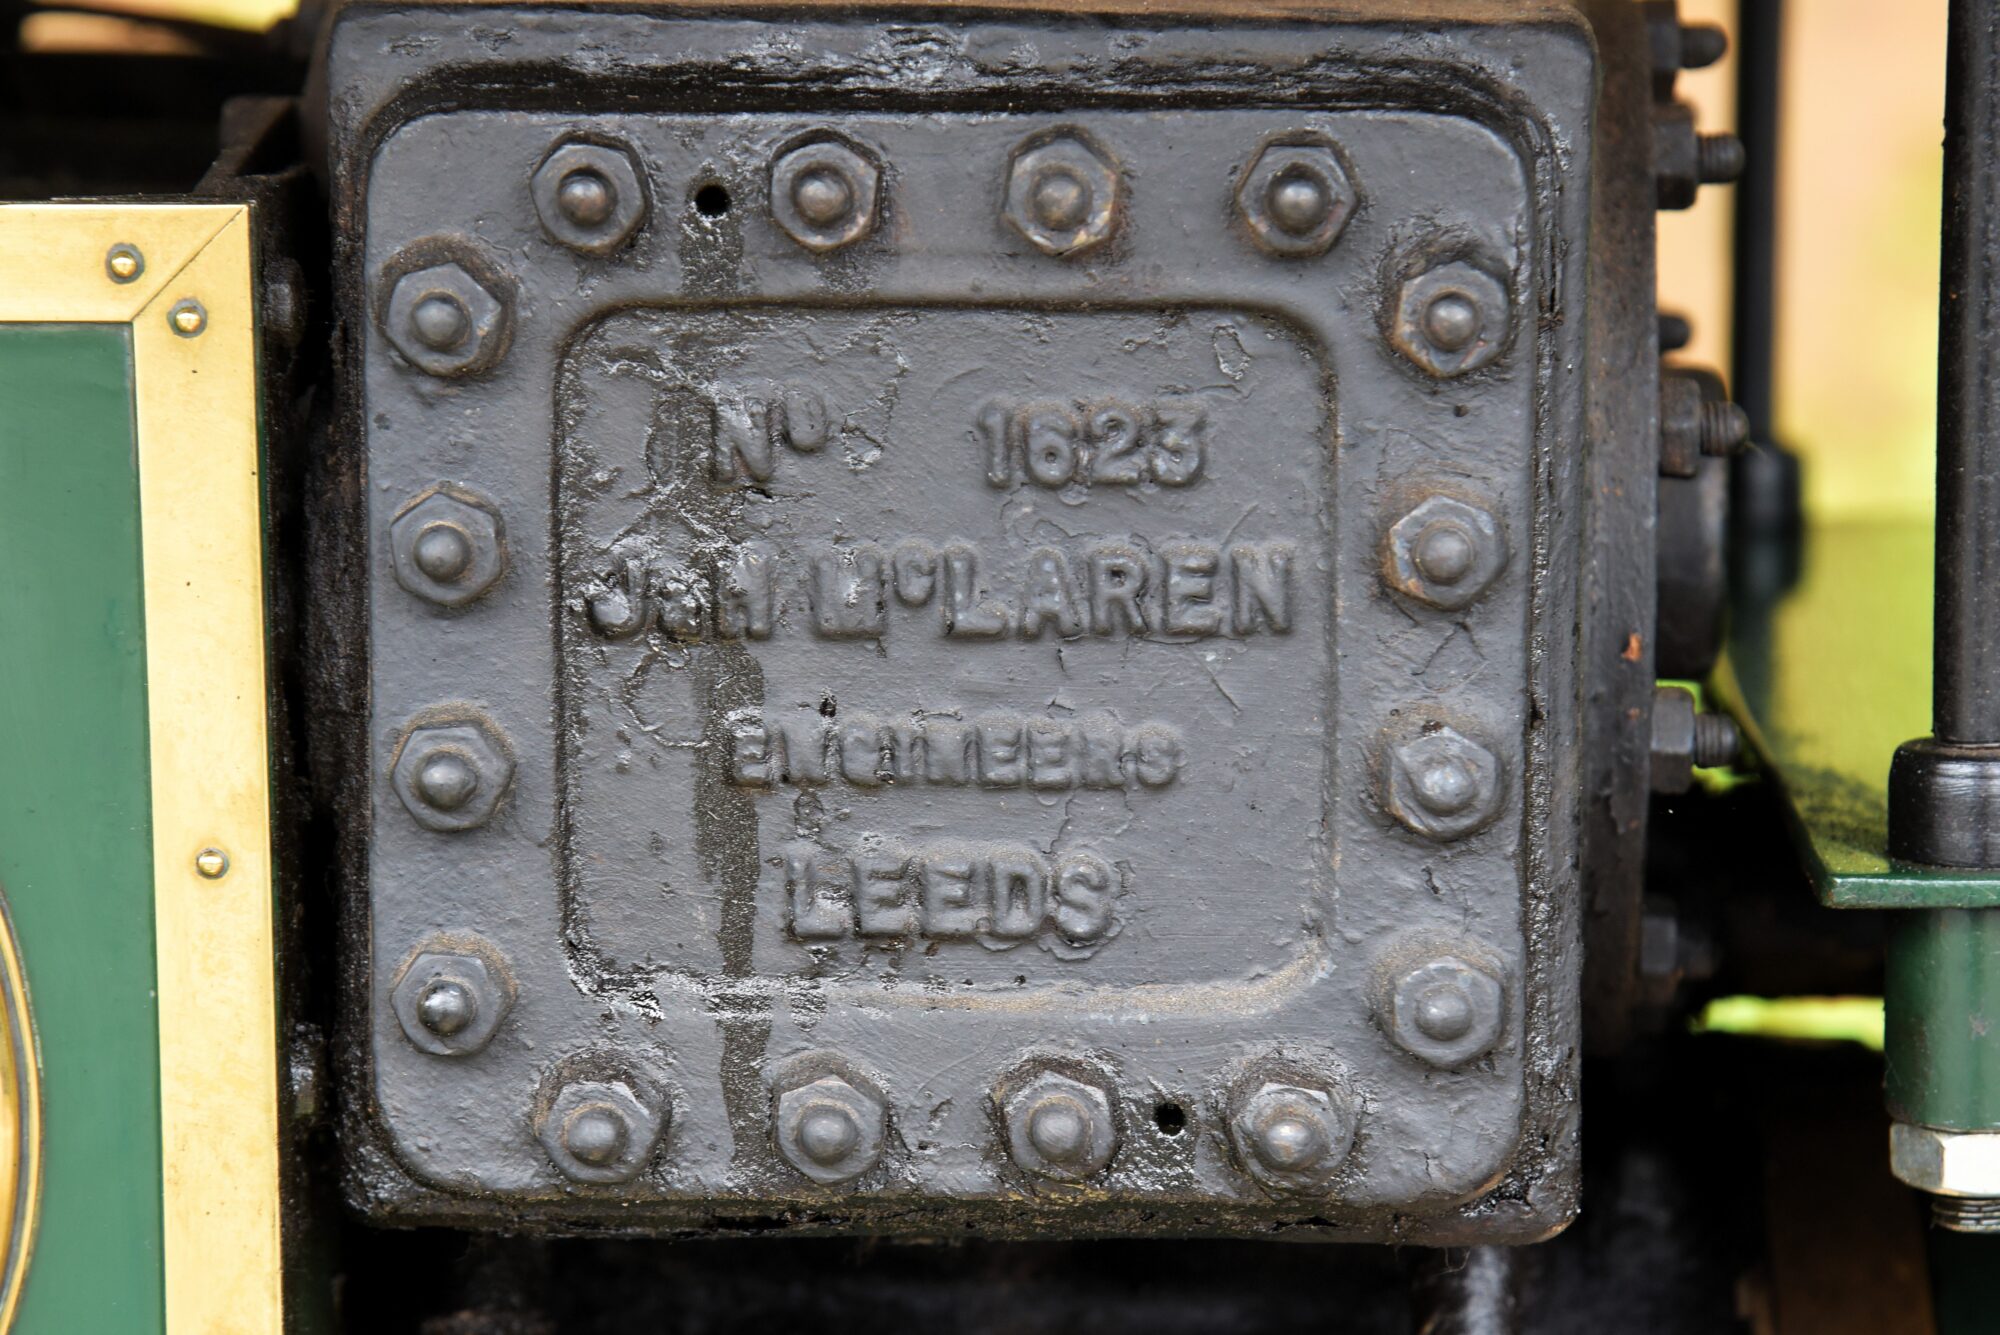 No 1623
J&H McLAREN
ENGINEERS
LEEDS